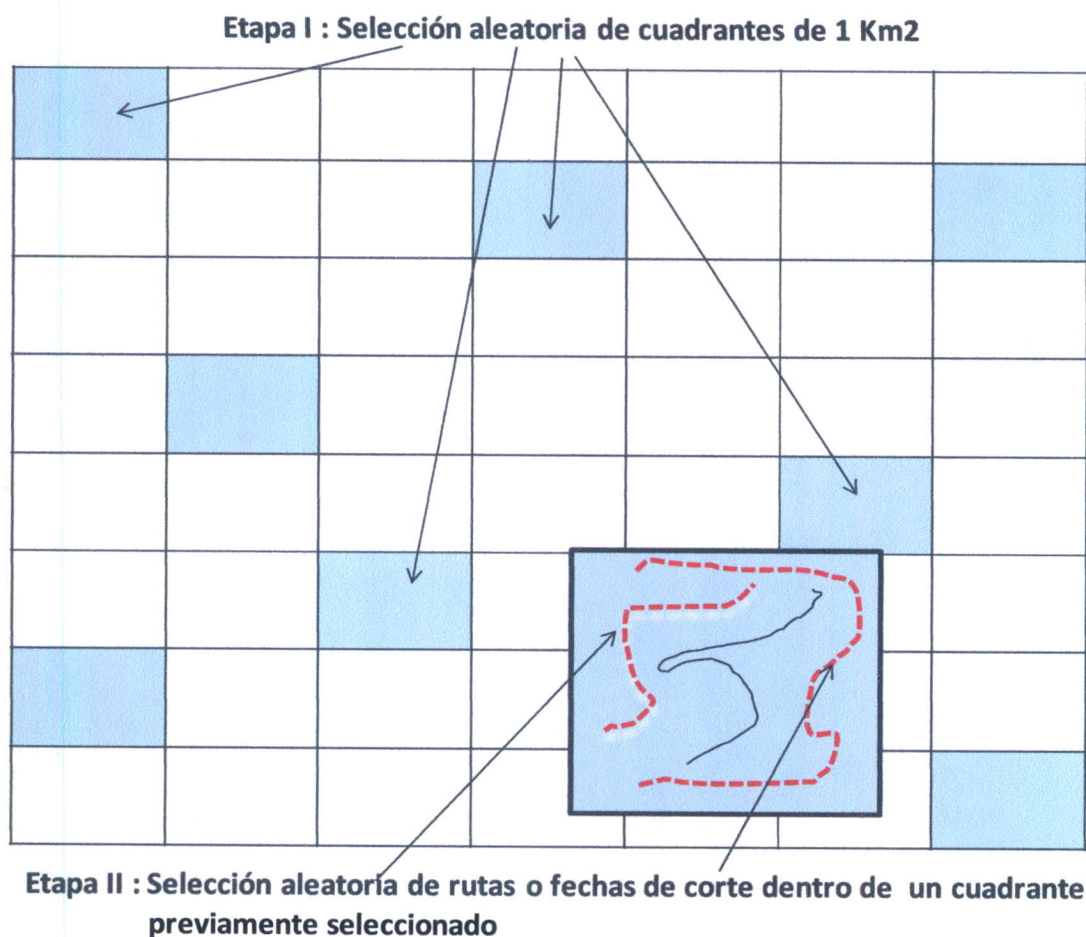 Etapa I : Selección aleatoria de cuadrantes de 1 Km2
Etapa II : Selección aleatoria de rutas o fechas de corte dentro de un cuadrante
previamente seleccionado